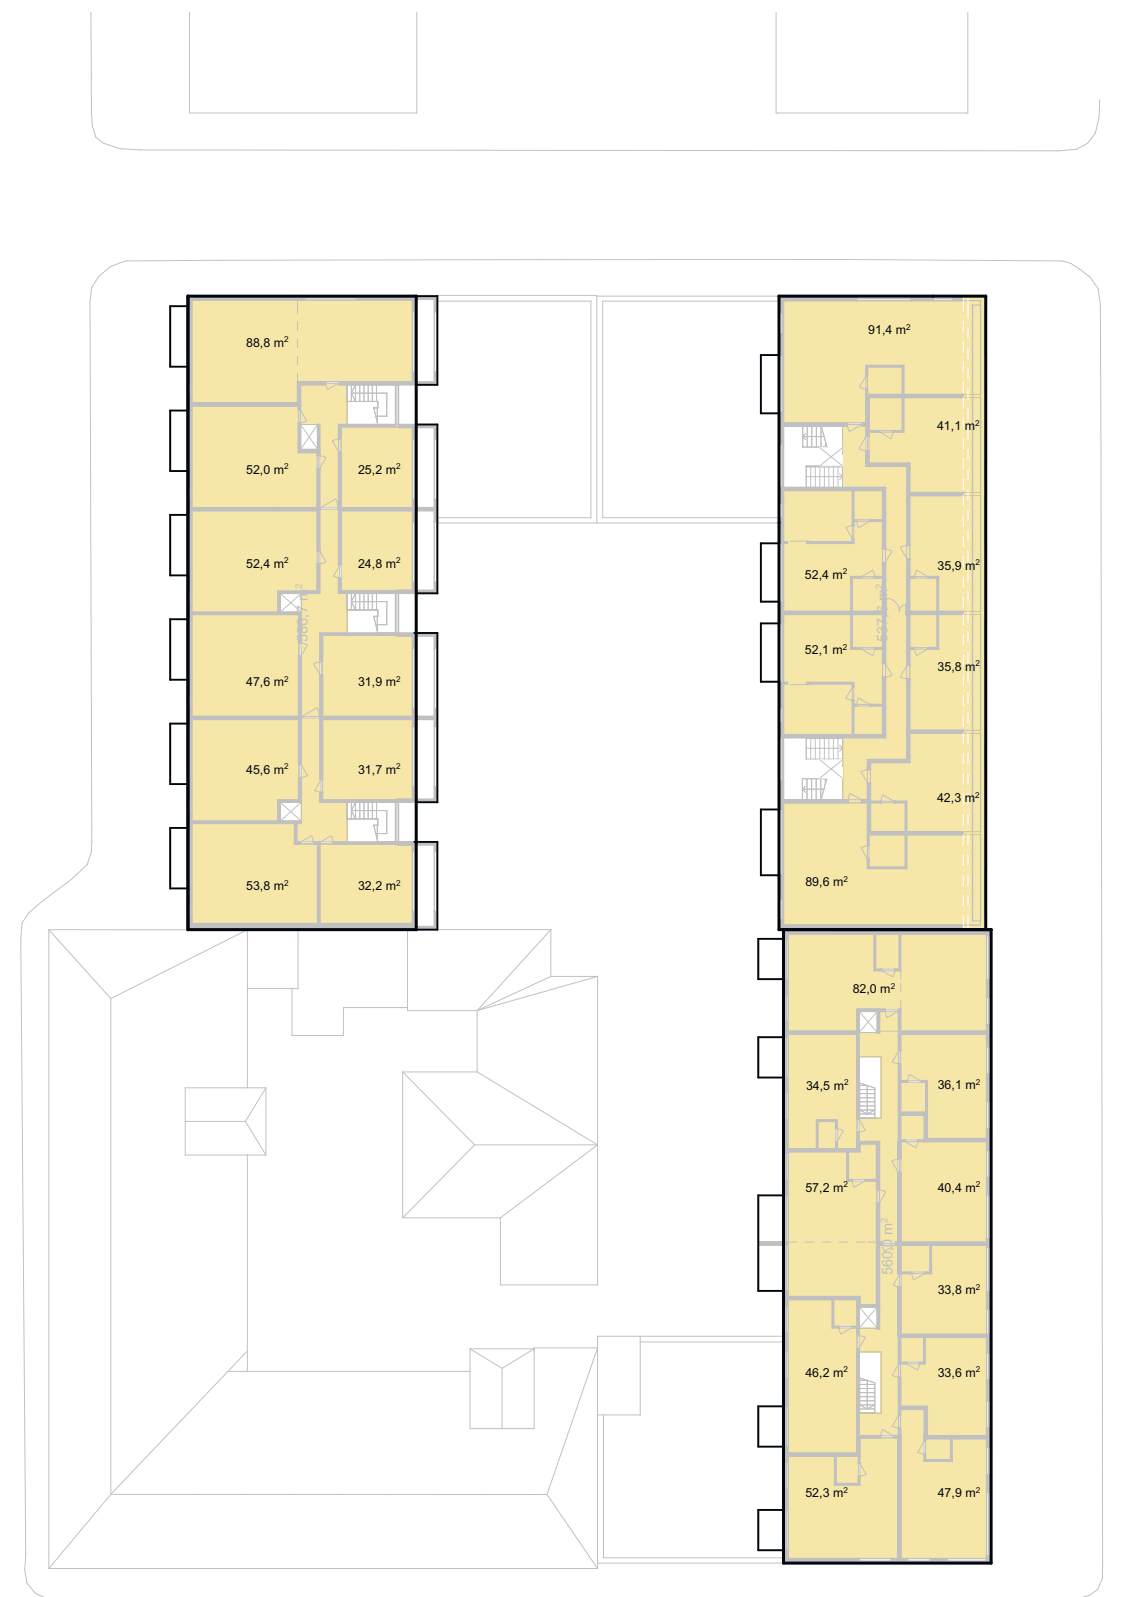 88,8 m²
52,0 m²
25,2 m²
52,4 m²
24,8 m²
47,6 m²
31,9 m²
45,6 m²
31,7 m²
53,8 m²
32,2 m²
91,4 m²
41,1 m²
52,4 m²
35,9 m²
52,1 m²
35,8 m²
42,3 m²
89,6 m²
82,0 m²
34,5 m²
36,1 m²
57,2 m²
40,4 m²
33,8 m²
46,2 m²
33,6 m²
52,3 m²
47,9 m²